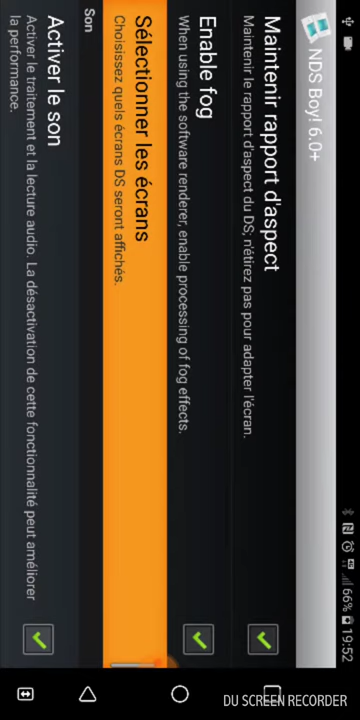 66% 19:52
NDS Boy! 6.0+
Maintenir rapport d'aspect
Maintenir le rapport d'aspect du DS; n'étirez pas pour adapter l'écran.
Enable fog
When using the software renderer, enable processing of fog effects.
Sélectionner les écrans
Choisissez quels écrans DS seront affichés.
Son
Activer le son
Activer le traitement et la lecture audio. La désactivation de cette fonctionnalité peut améliorer
la performance.
DU SCREEN RECORDER